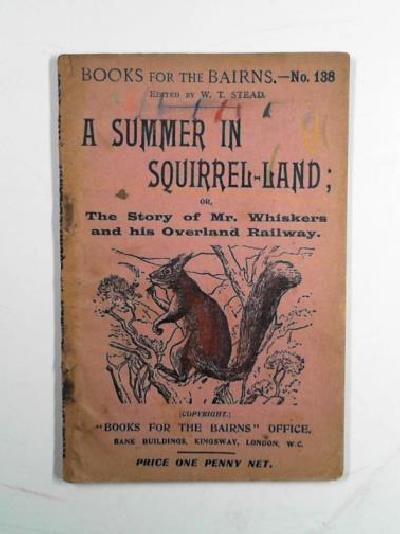 BOOKS FOR THE BAIRNS.—No. 138
EDITED BY W. T. STEAD.
A SUMMER IN
SQUIRREL-LAND;
OR,
The Story of Mr. Whiskers
and his Overland Railway.
[COPYRIGHT.]
"BOOKS FOR THE BAIRNS" OFFICE,
BANK BUILDINGS, KINGSWAY, LONDON, W.C.
PRICE ONE PENNY NET.